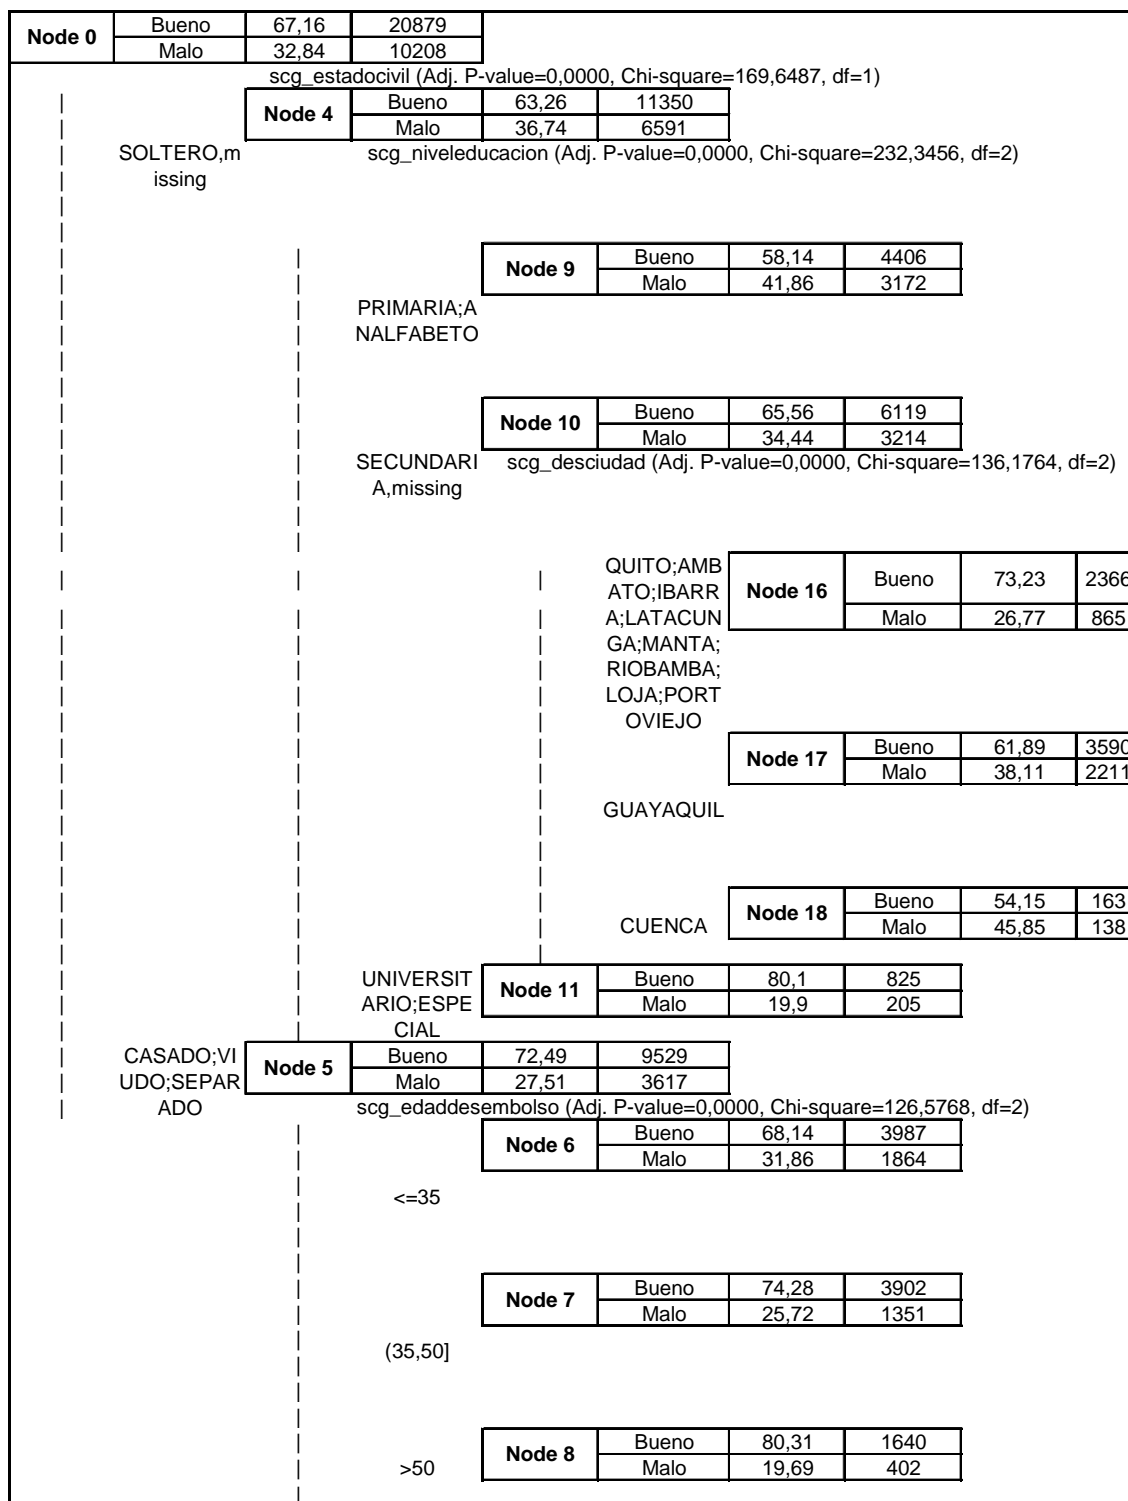 Node 0 Bueno 67,16 20879
Malo 32,84 10208
scg_estadocivil (Adj. P-value=0,0000, Chi-square=169,6487, df=1)
Node 4 Bueno 63,26 11350
Malo 36,74 6591
SOLTERO,m
issing
scg_niveleducacion (Adj. P-value=0,0000, Chi-square=232,3456, df=2)
Node 9 Bueno 58,14 4406
Malo 41,86 3172
PRIMARIA;A
NALFABETO
Node 10 Bueno 65,56 6119
Malo 34,44 3214
SECUNDARI
A,missing
scg_desciudad (Adj. P-value=0,0000, Chi-square=136,1764, df=2)
QUITO;AMB
ATO;IBARR
A;LATACUN
GA;MANTA;
RIOBAMBA;
LOJA;PORT
OVIEJO
Node 16 Bueno 73,23 2366
Malo 26,77 865
Node 17 Bueno 61,89 3590
Malo 38,11 2211
GUAYAQUIL
Node 18 Bueno 54,15 163
Malo 45,85 138
CUENCA
UNIVERSIT
ARIO;ESPE
CIAL
Node 11 Bueno 80,1 825
Malo 19,9 205
CASADO;VI
UDO;SEPAR
ADO
Node 5 Bueno 72,49 9529
Malo 27,51 3617
scg_edaddesembolso (Adj. P-value=0,0000, Chi-square=126,5768, df=2)
Node 6 Bueno 68,14 3987
Malo 31,86 1864
<=35
Node 7 Bueno 74,28 3902
Malo 25,72 1351
(35,50]
Node 8 Bueno 80,31 1640
Malo 19,69 402
>50